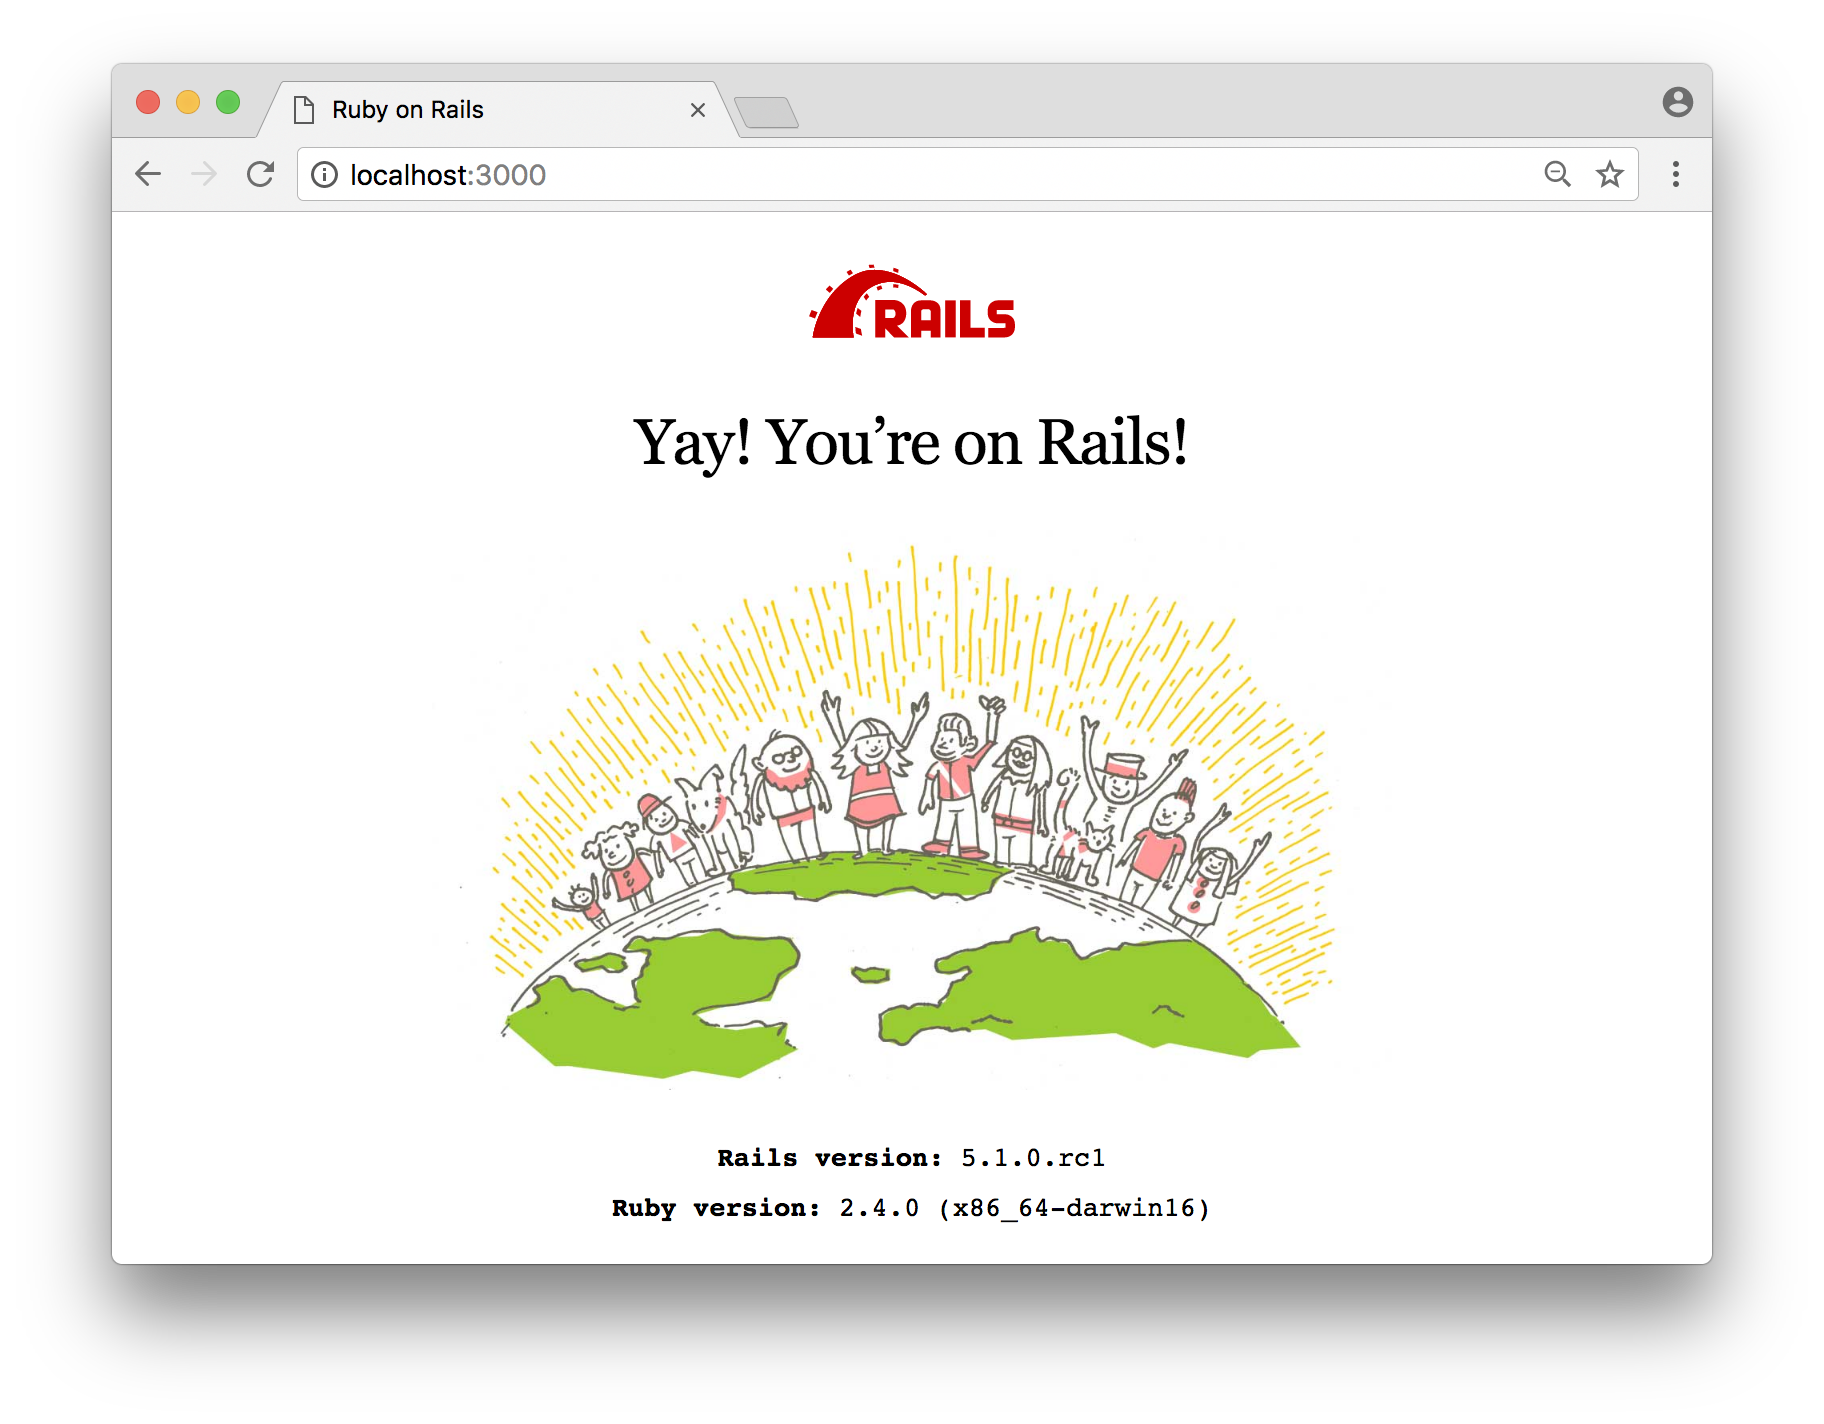 Ruby on Rails
localhost:3000
RAILS
Yay! You’re on Rails!
Rails version: 5.1.0.rc1
Ruby version: 2.4.0 (x86_64-darwin16)